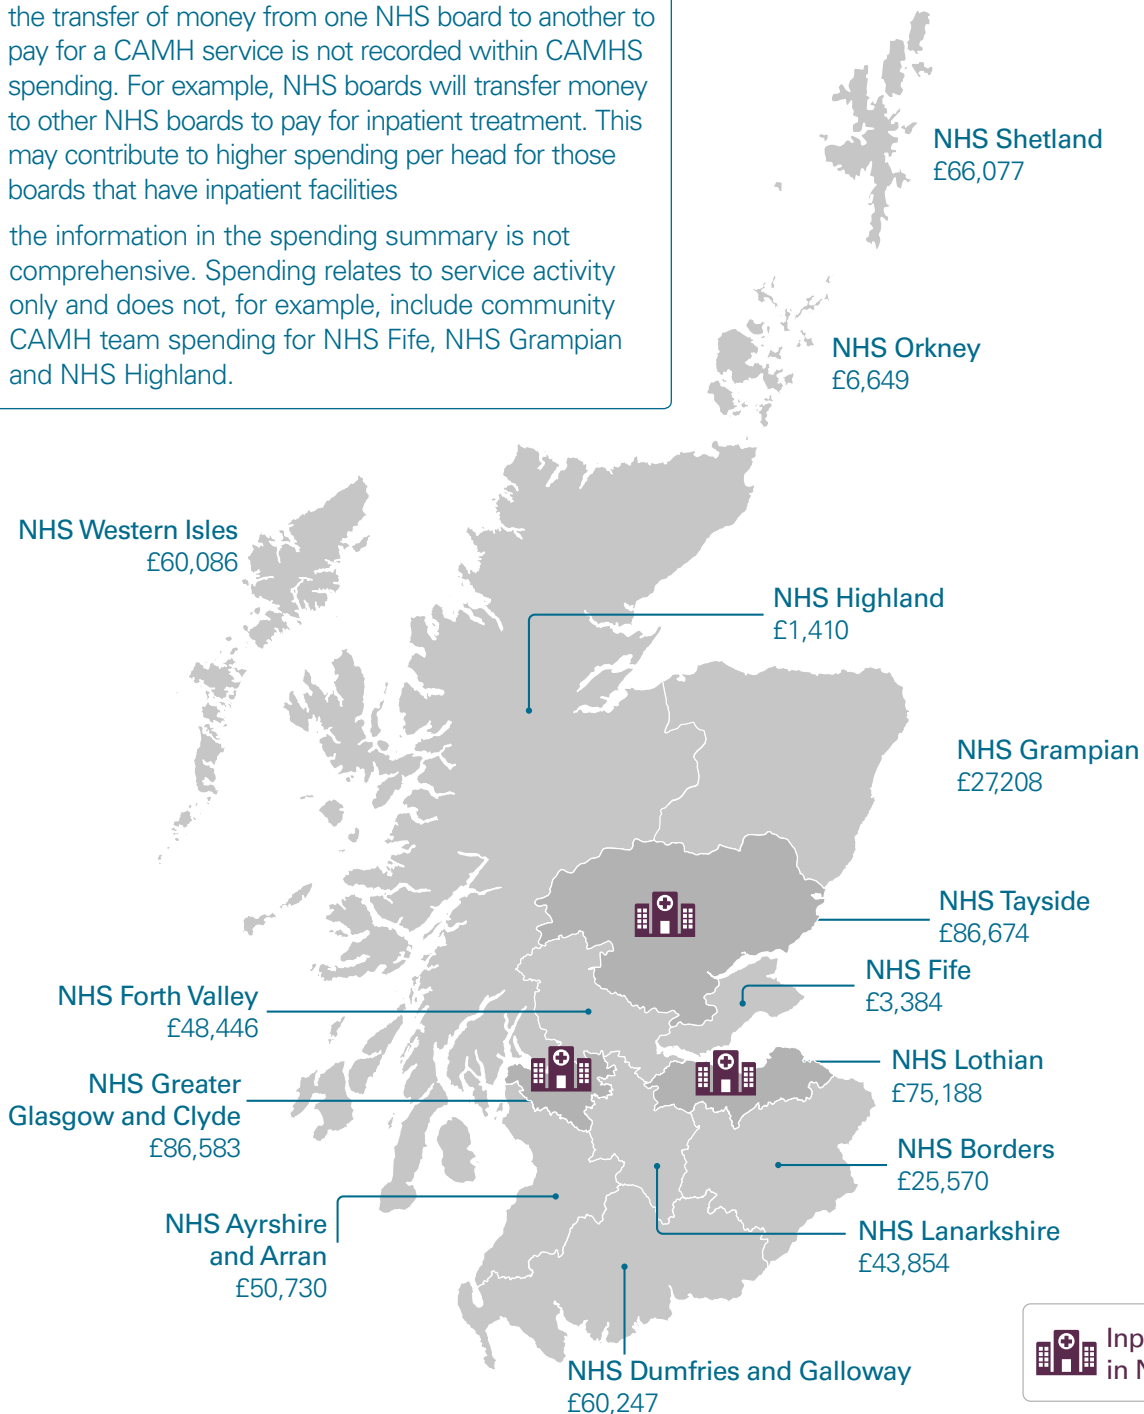 the transfer of money from one NHS board to another to
pay for a CAMH service is not recorded within CAMHS
spending. For example, NHS boards will transfer money
to other NHS boards to pay for inpatient treatment. This
may contribute to higher spending per head for those
boards that have inpatient facilities
the information in the spending summary is not
comprehensive. Spending relates to service activity
only and does not, for example, include community
CAMH team spending for NHS Fife, NHS Grampian
and NHS Highland.
NHS Shetland
£66,077
NHS Orkney
£6,649
NHS Western Isles
£60,086
NHS Highland
£1,410
NHS Grampian
£27,208
NHS Tayside
£86,674
NHS Fife
£3,384
NHS Forth Valley
£48,446
NHS Lothian
£75,188
NHS Greater
Glasgow and Clyde
£86,583
NHS Borders
£25,570
NHS Ayrshire
and Arran
£50,730
NHS Lanarkshire
£43,854
NHS Dumfries and Galloway
£60,247
Inp
in N